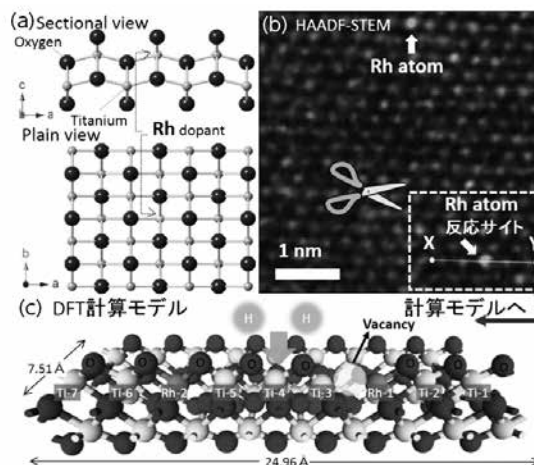 (a) Sectional view
Oxygen
c
a
Titanium
Rh dopant
Plain view
b
a
(b) HAADF-STEM
Rh atom
1 nm
Rh atom
反応サイト
X
Y
(c) DFT計算モデル
計算モデルへ
H H
Vacancy
7.51 Å
Ti-7 Ti-6 Rh-2 Ti-5 Ti-4 Ti-3 Rh-1 Ti-2 Ti-1
24.96 Å